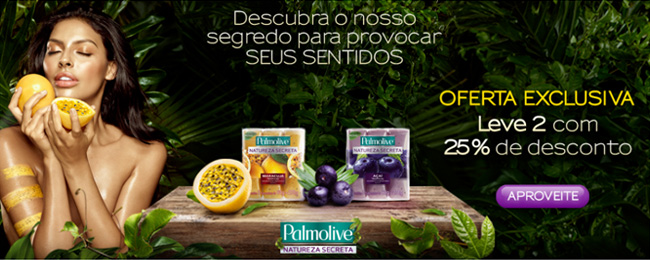 Descubra o nosso
segredo para provocar
SEUS SENTIDOS
OFERTA EXCLUSIVA
Leve 2 com
25% de desconto
APROVEITE
Palmolive
NATUREZA SECRETA
Palmolive
NATUREZA SECRETA
AÇAÍ
Palmolive
NATUREZA SECRETA